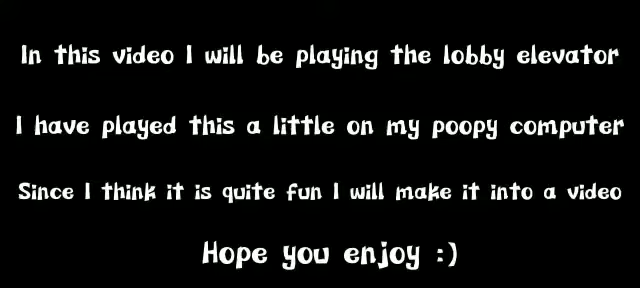 In this video I will be playing the lobby elevator
I have played this a little on my poopy computer
Since I think it is quite fun I will make it into a video
Hope you enjoy :)